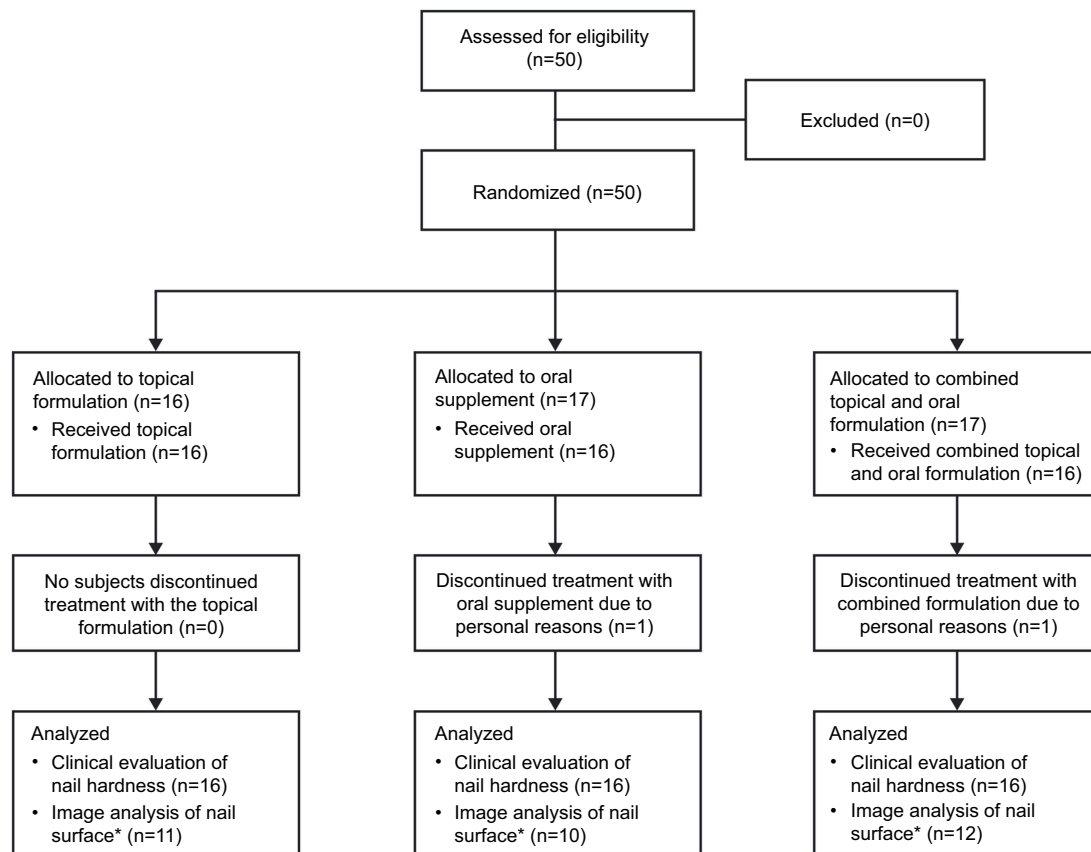 Assessed for eligibility
(n=50)
Excluded (n=0)
Randomized (n=50)
Allocated to topical
formulation (n=16)
• Received topical
formulation (n=16)
Allocated to oral
supplement (n=17)
• Received oral
supplement (n=16)
Allocated to combined
topical and oral
formulation (n=17)
• Received combined topical
and oral formulation (n=16)
No subjects discontinued
treatment with the topical
formulation (n=0)
Discontinued treatment with
oral supplement due to
personal reasons (n=1)
Discontinued treatment with
combined formulation due to
personal reasons (n=1)
Analyzed
• Clinical evaluation of
nail hardness (n=16)
• Image analysis of nail
surface* (n=11)
Analyzed
• Clinical evaluation of
nail hardness (n=16)
• Image analysis of nail
surface* (n=10)
Analyzed
• Clinical evaluation of
nail hardness (n=16)
• Image analysis of nail
surface* (n=12)